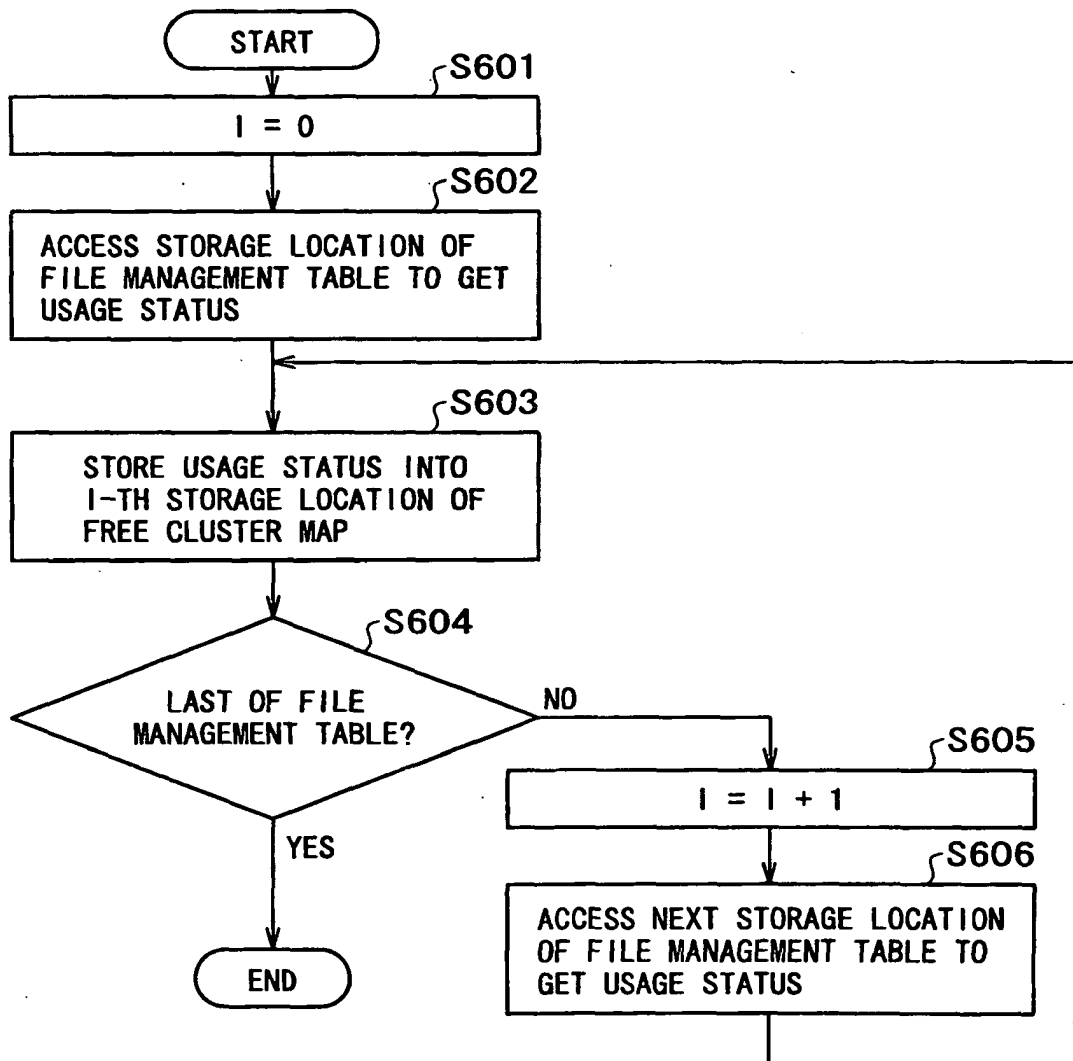 START
S601
I = 0
S602
ACCESS STORAGE LOCATION OF
FILE MANAGEMENT TABLE TO GET
USAGE STATUS
S603
STORE USAGE STATUS INTO
I-TH STORAGE LOCATION OF
FREE CLUSTER MAP
S604
LAST OF FILE
MANAGEMENT TABLE?
NO
YES
END
S605
I = I + 1
S606
ACCESS NEXT STORAGE LOCATION
OF FILE MANAGEMENT TABLE TO
GET USAGE STATUS